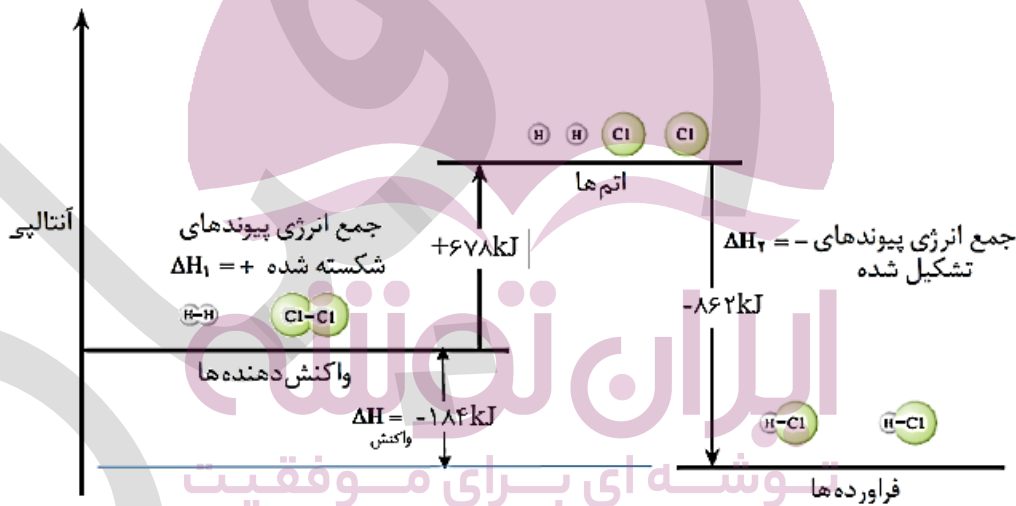 آنتالپی
H H Cl Cl
اتم‌ها
جمع انرژی پیوندهای
شکسته شده + = ΔH₁
+۶۷۸kJ
ΔH₂ = - جمع انرژی پیوندهای
تشکیل شده
-۸۶۲kJ
H-H Cl-Cl
واکنش‌دهنده‌ها
ΔH = -۱۸۴kJ
واکنش
H-Cl H-Cl
فراورده‌ها
ایران توشه
توشه ای برای موفقیت